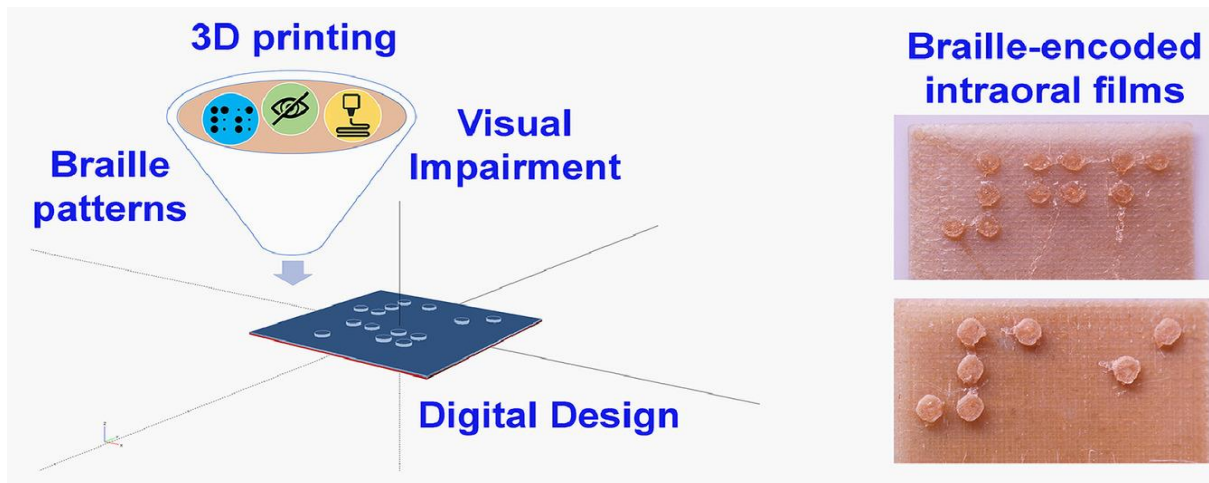 3D printing
Visual
Impairment
Braille
patterns
Digital Design
Braille-encoded
intraoral films